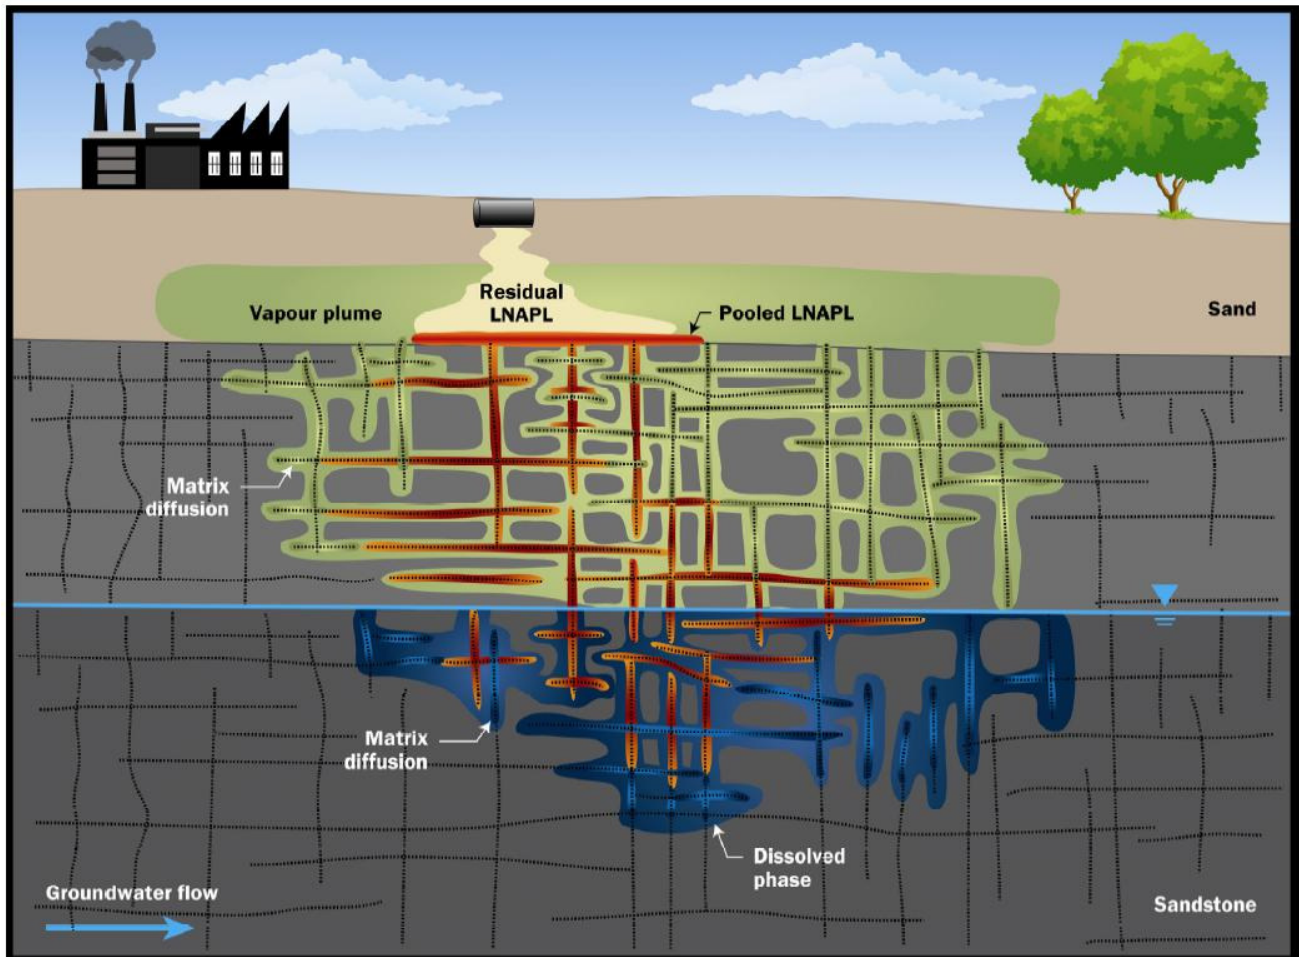 Residual
LNAPL
Vapour plume
Pooled LNAPL
Sand
Matrix
diffusion
Matrix
diffusion
Dissolved
phase
Groundwater flow
Sandstone